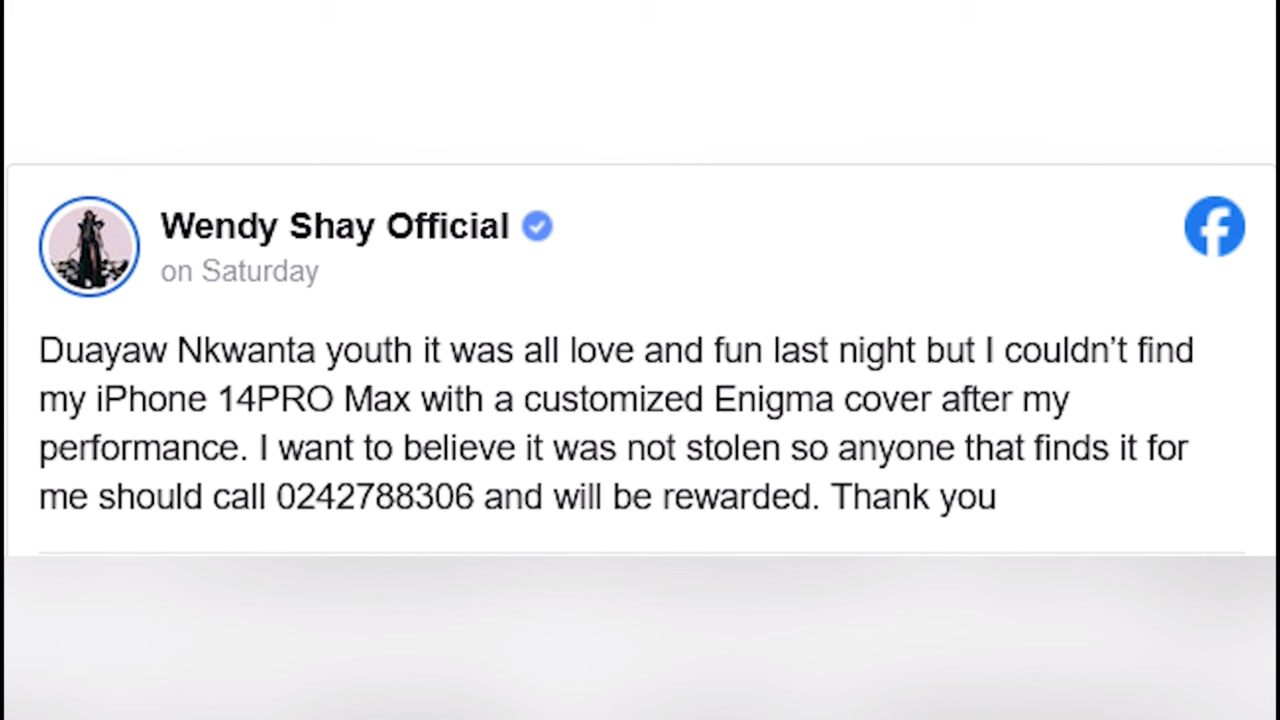 Wendy Shay Official
on Saturday
Duayaw Nkwanta youth it was all love and fun last night but I couldn’t find
my iPhone 14PRO Max with a customized Enigma cover after my
performance. I want to believe it was not stolen so anyone that finds it for
me should call 0242788306 and will be rewarded. Thank you